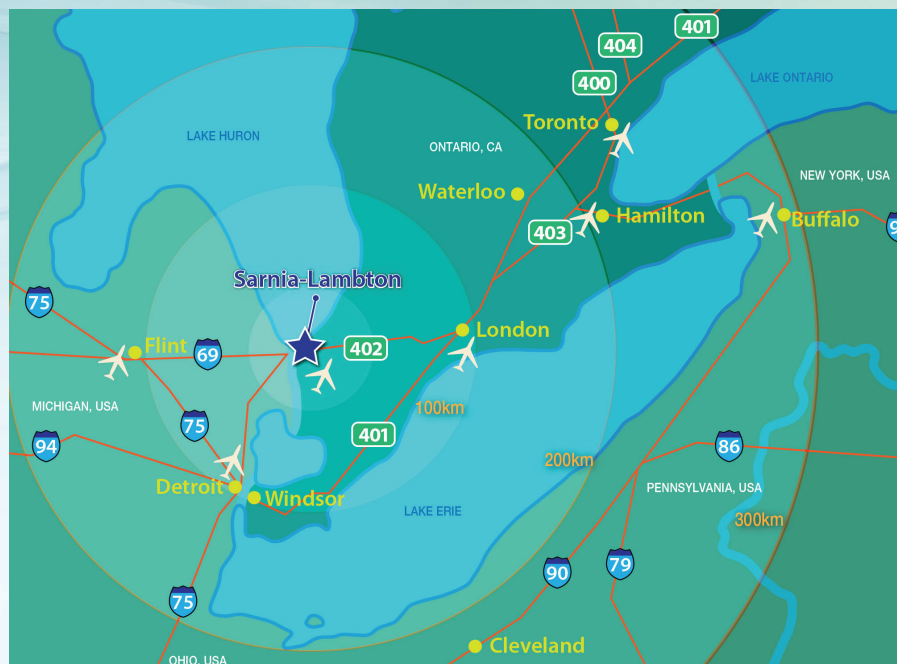 401
404
400
LAKE ONTARIO
Toronto
LAKE HURON
ONTARIO, CA
NEW YORK, USA
Waterloo
Hamilton
Buffalo
403
Sarnia-Lambton
75
London
Flint
69
402
MICHIGAN, USA
100km
75
401
94
86
200km
Detroit
Windsor
PENNSYLVANIA, USA
LAKE ERIE
300km
90
79
75
Cleveland
OHIO, USA